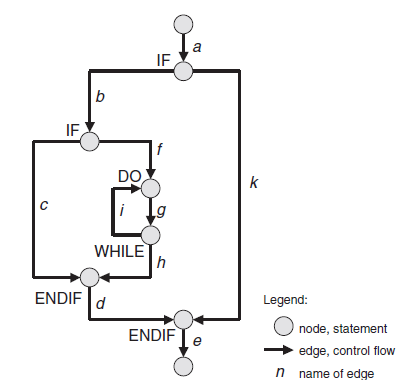 a
IF
b
IF
f
DO
k
c
i
g
WHILE
h
ENDIF
d
Legend:
ENDIF
e
node, statement
edge, control flow
n name of edge